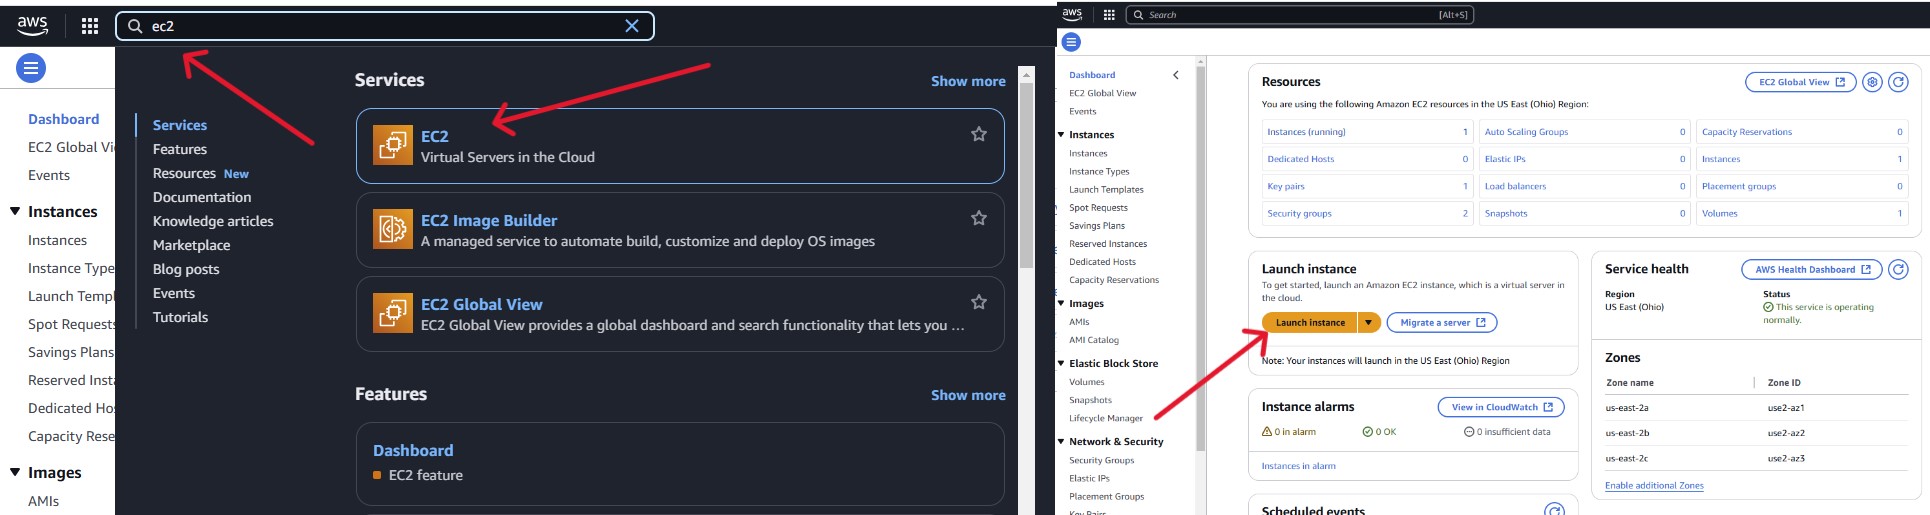 aws
ec2
Dashboard
EC2 Global Vi
Events
Instances
Instances
Instance Type
Launch Templ
Spot Requests
Savings Plans
Reserved Insta
Dedicated Hos
Capacity Rese
Images
AMIs
Services
Features
Resources New
Documentation
Knowledge articles
Marketplace
Blog posts
Events
Tutorials
Services
Show more
EC2
Virtual Servers in the Cloud
EC2 Image Builder
A managed service to automate build, customize and deploy OS images
EC2 Global View
EC2 Global View provides a global dashboard and search functionality that lets you ...
Features
Show more
Dashboard
EC2 feature
aws
Search
[Alt+S]
Dashboard
EC2 Global View
Events
Instances
Instances
Instance Types
Launch Templates
Spot Requests
Savings Plans
Reserved Instances
Dedicated Hosts
Capacity Reservations
Images
AMIs
AMI Catalog
Elastic Block Store
Volumes
Snapshots
Lifecycle Manager
Network & Security
Security Groups
Elastic IPs
Placement Groups
Key Pairs
Resources
EC2 Global View
You are using the following Amazon EC2 resources in the US East (Ohio) Region:
Instances (running) 1
Auto Scaling Groups 0
Capacity Reservations 0
Dedicated Hosts 0
Elastic IPs 0
Instances 1
Key pairs 1
Load balancers 0
Placement groups 0
Security groups 2
Snapshots 0
Volumes 1
Launch instance
To get started, launch an Amazon EC2 instance, which is a virtual server in
the cloud.
Launch instance
Migrate a server
Note: Your instances will launch in the US East (Ohio) Region
Instance alarms
View in CloudWatch
0 in alarm
0 OK
0 insufficient data
Instances in alarm
Scheduled events
Service health
AWS Health Dashboard
Region
Status
US East (Ohio)
This service is operating
normally.
Zones
Zone name
Zone ID
us-east-2a
use2-az1
us-east-2b
use2-az2
us-east-2c
use2-az3
Enable additional Zones